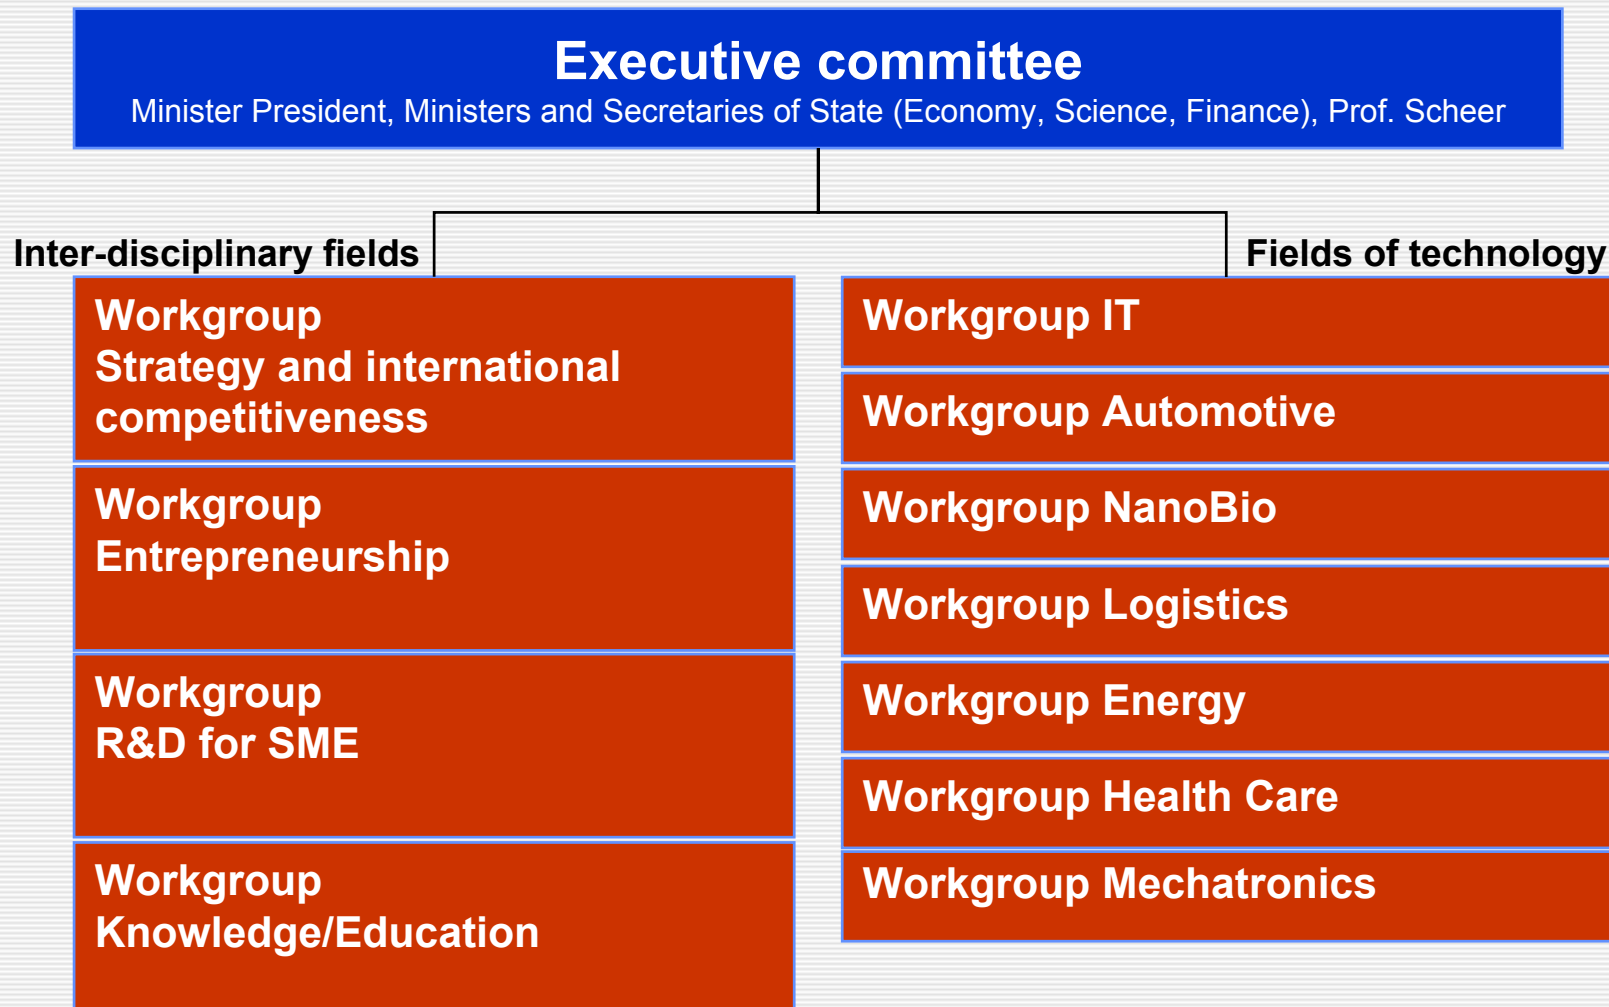 Executive committee
Minister President, Ministers and Secretaries of State (Economy, Science, Finance), Prof. Scheer
Inter-disciplinary fields
Workgroup
Strategy and international
competitiveness
Workgroup
Entrepreneurship
Workgroup
R&D for SME
Workgroup
Knowledge/Education
Fields of technology
Workgroup IT
Workgroup Automotive
Workgroup NanoBio
Workgroup Logistics
Workgroup Energy
Workgroup Health Care
Workgroup Mechatronics